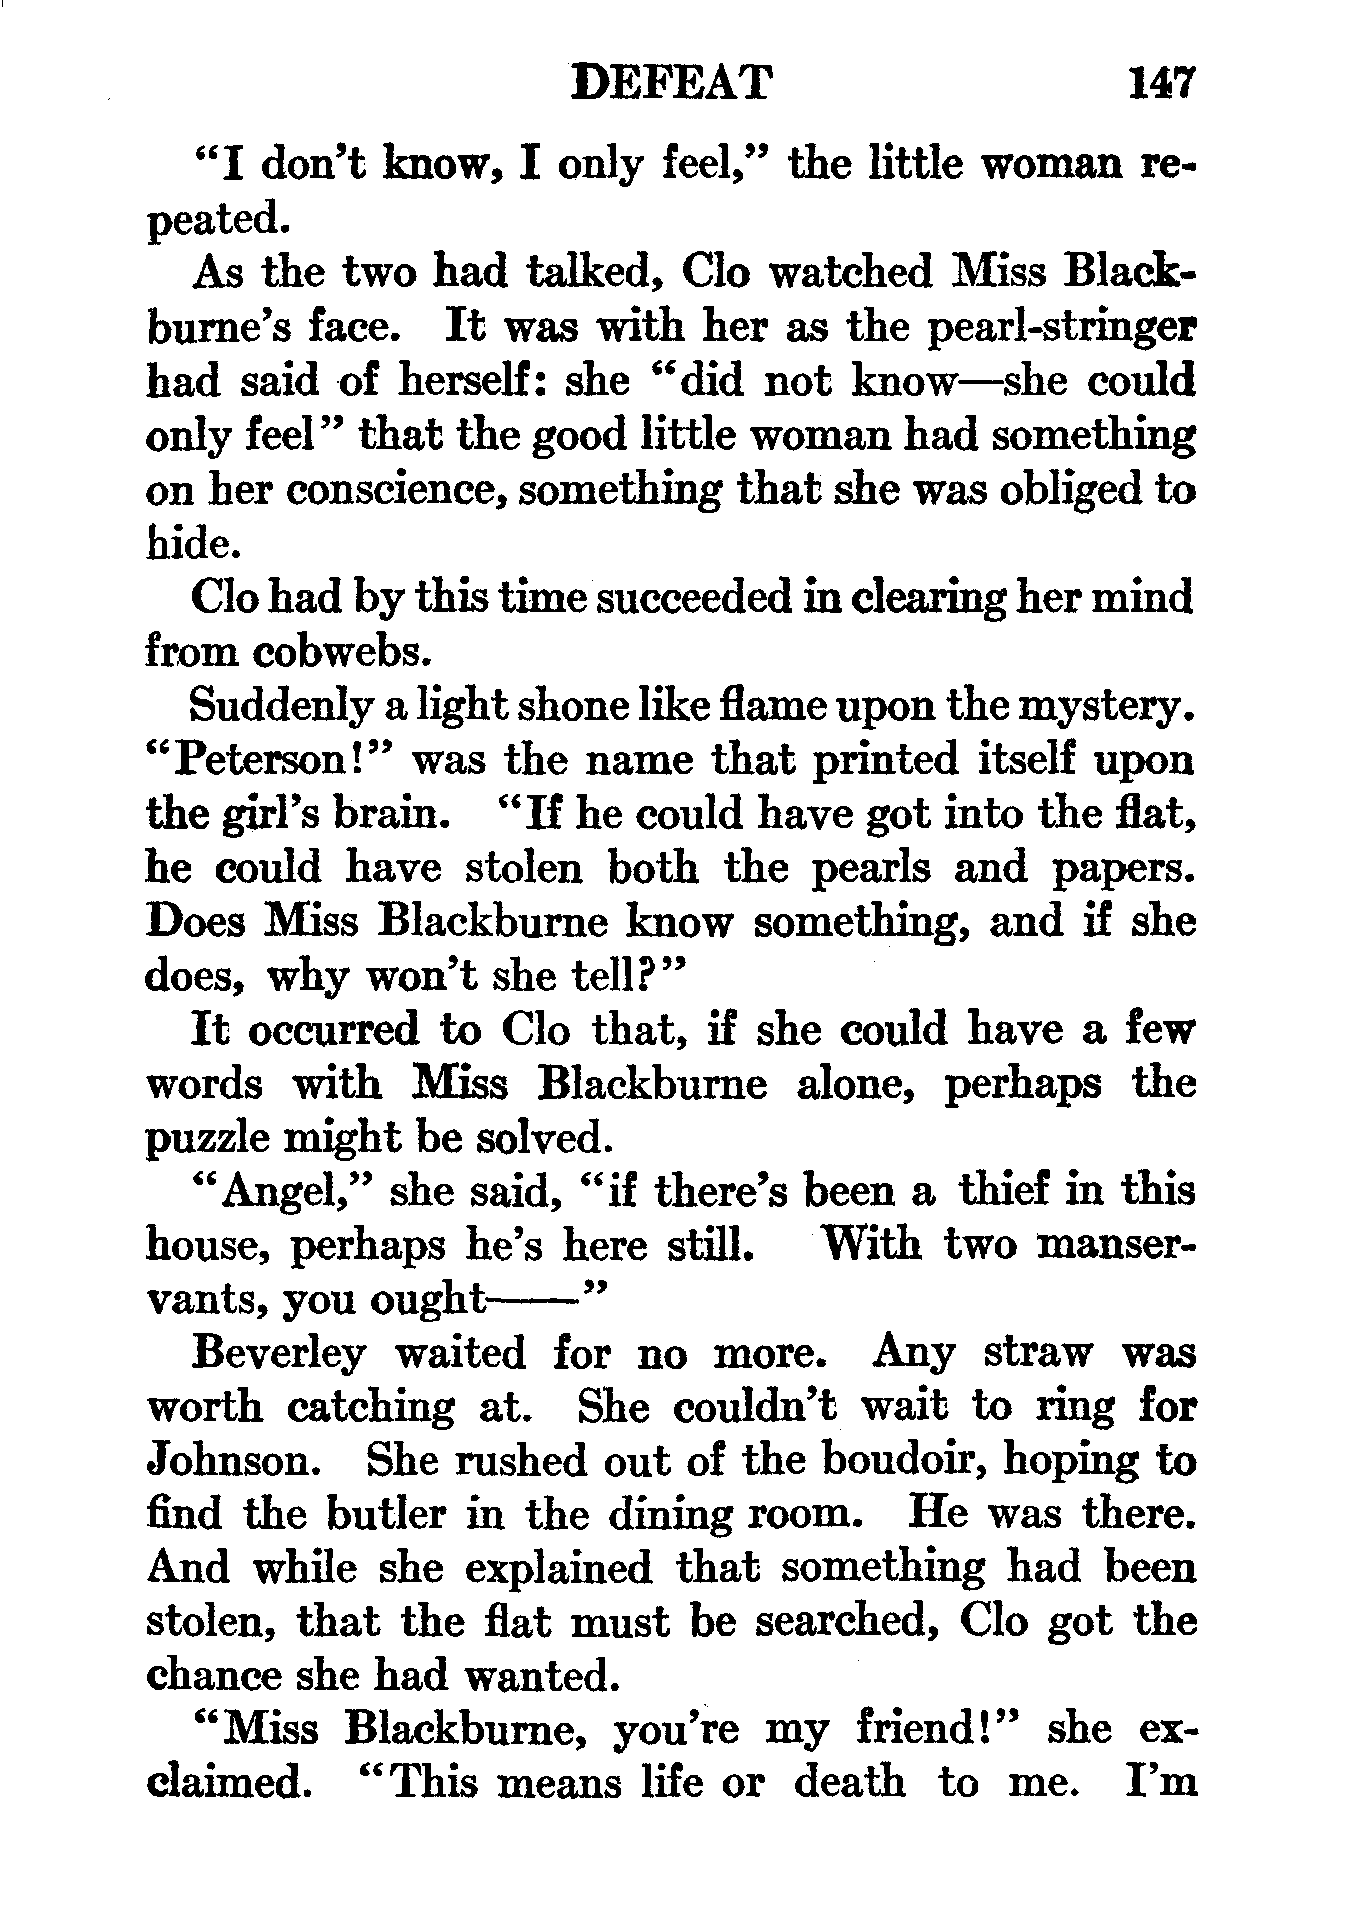 DEFEAT 147
“I don’t know, I only feel,” the little woman re-
peated.
As the two had talked, Clo watched Miss Black-
burne’s face. It was with her as the pearl-stringer
had said of herself: she “did not know—she could
only feel” that the good little woman had something
on her conscience, something that she was obliged to
hide.
Clo had by this time succeeded in clearing her mind
from cobwebs.
Suddenly a light shone like flame upon the mystery.
“Peterson!” was the name that printed itself upon
the girl’s brain. “If he could have got into the flat,
he could have stolen both the pearls and papers.
Does Miss Blackburne know something, and if she
does, why won’t she tell?”
It occurred to Clo that, if she could have a few
words with Miss Blackburne alone, perhaps the
puzzle might be solved.
“Angel,” she said, “if there’s been a thief in this
house, perhaps he’s here still. With two manser-
vants, you ought——”
Beverley waited for no more. Any straw was
worth catching at. She couldn’t wait to ring for
Johnson. She rushed out of the boudoir, hoping to
find the butler in the dining room. He was there.
And while she explained that something had been
stolen, that the flat must be searched, Clo got the
chance she had wanted.
“Miss Blackburne, you’re my friend!” she ex-
claimed. “This means life or death to me. I’m